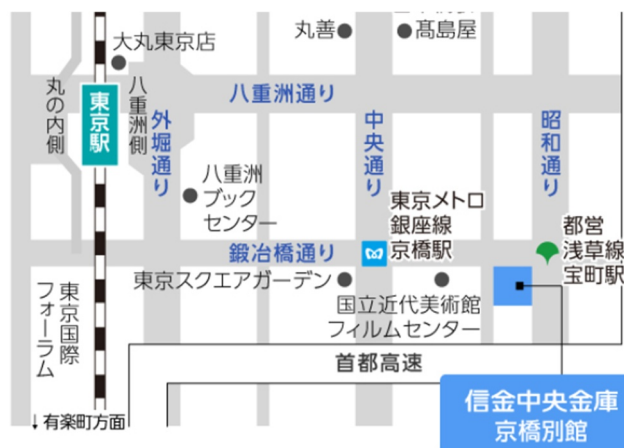 丸善
髙島屋
大丸東京店
八重洲通り
東京駅
丸の内側
八重洲側
外堀通り
中央通り
昭和通り
八重洲
ブック
センター
東京メトロ
銀座線
京橋駅
都営
浅草線
宝町駅
鍛冶橋通り
東京スクエアガーデン
国立近代美術館
フィルムセンター
東京国際
フォーラム
首都高速
信金中央金庫
京橋別館
↓有楽町方面